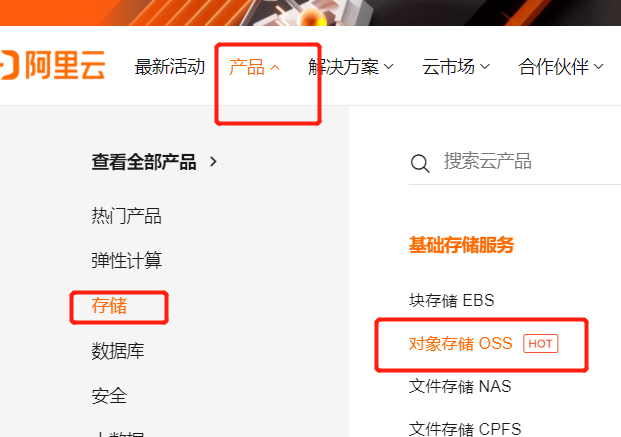 阿里云 最新活动 产品 解决方案 云市场 合作伙伴
查看全部产品
热门产品
弹性计算
存储
数据库
安全
大数据
搜索云产品
基础存储服务
块存储 EBS
对象存储 OSS HOT
文件存储 NAS
文件存储 CPFS